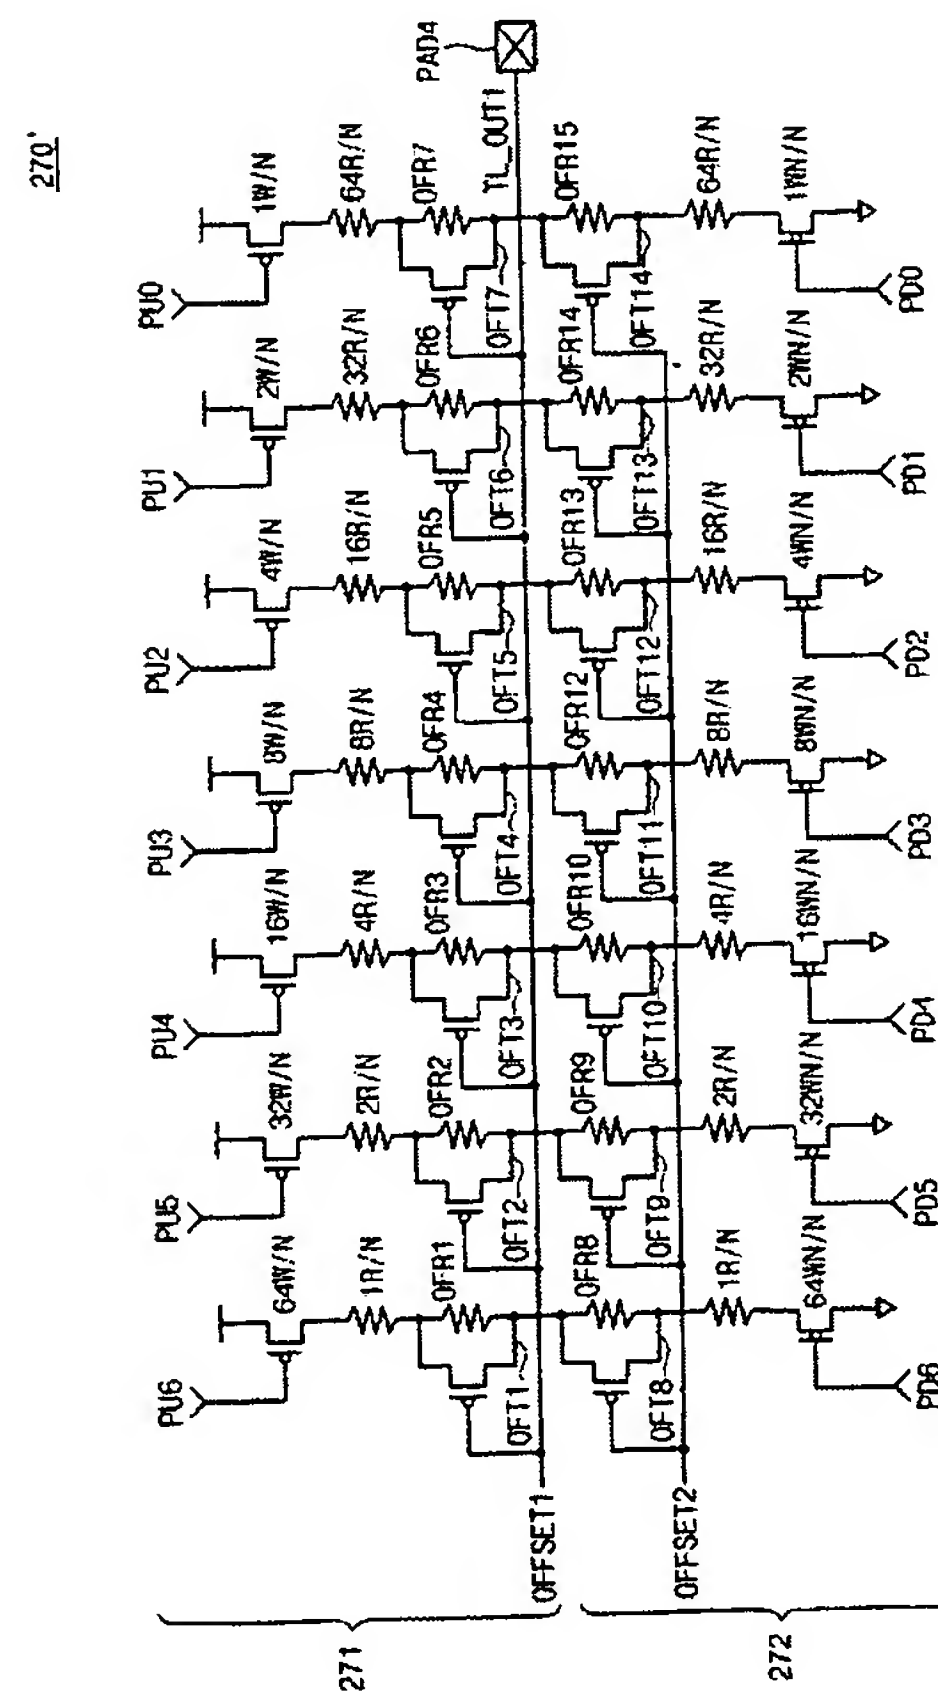 270'
PU6 PU5 PU4 PU3 PU2 PU1 PU0
64W/N 32W/N 16W/N 8W/N 4W/N 2W/N 1W/N
271
1R/N 2R/N 4R/N 8R/N 16R/N 32R/N 64R/N
OFR1 OFR2 OFR3 OFR4 OFR5 OFR6 OFR7 PAD4
OFT1 OFT2 OFT3 OFT4 OFT5 OFT6 OFT7 TL_OUT1
OFFSET1
OFR8 OFR9 OFR10 OFR12 OFR13 OFR14 OFR15
OFT8 OFT9 OFT10 OFT11 OFT12 OFT13 OFT14
OFFSET2
1R/N 2R/N 4R/N 8R/N 16R/N 32R/N 64R/N
272
64WN/N 32WN/N 16WN/N 8WN/N 4WN/N 2WN/N 1WN/N
PD6 PD5 PD4 PD3 PD2 PD1 PD0